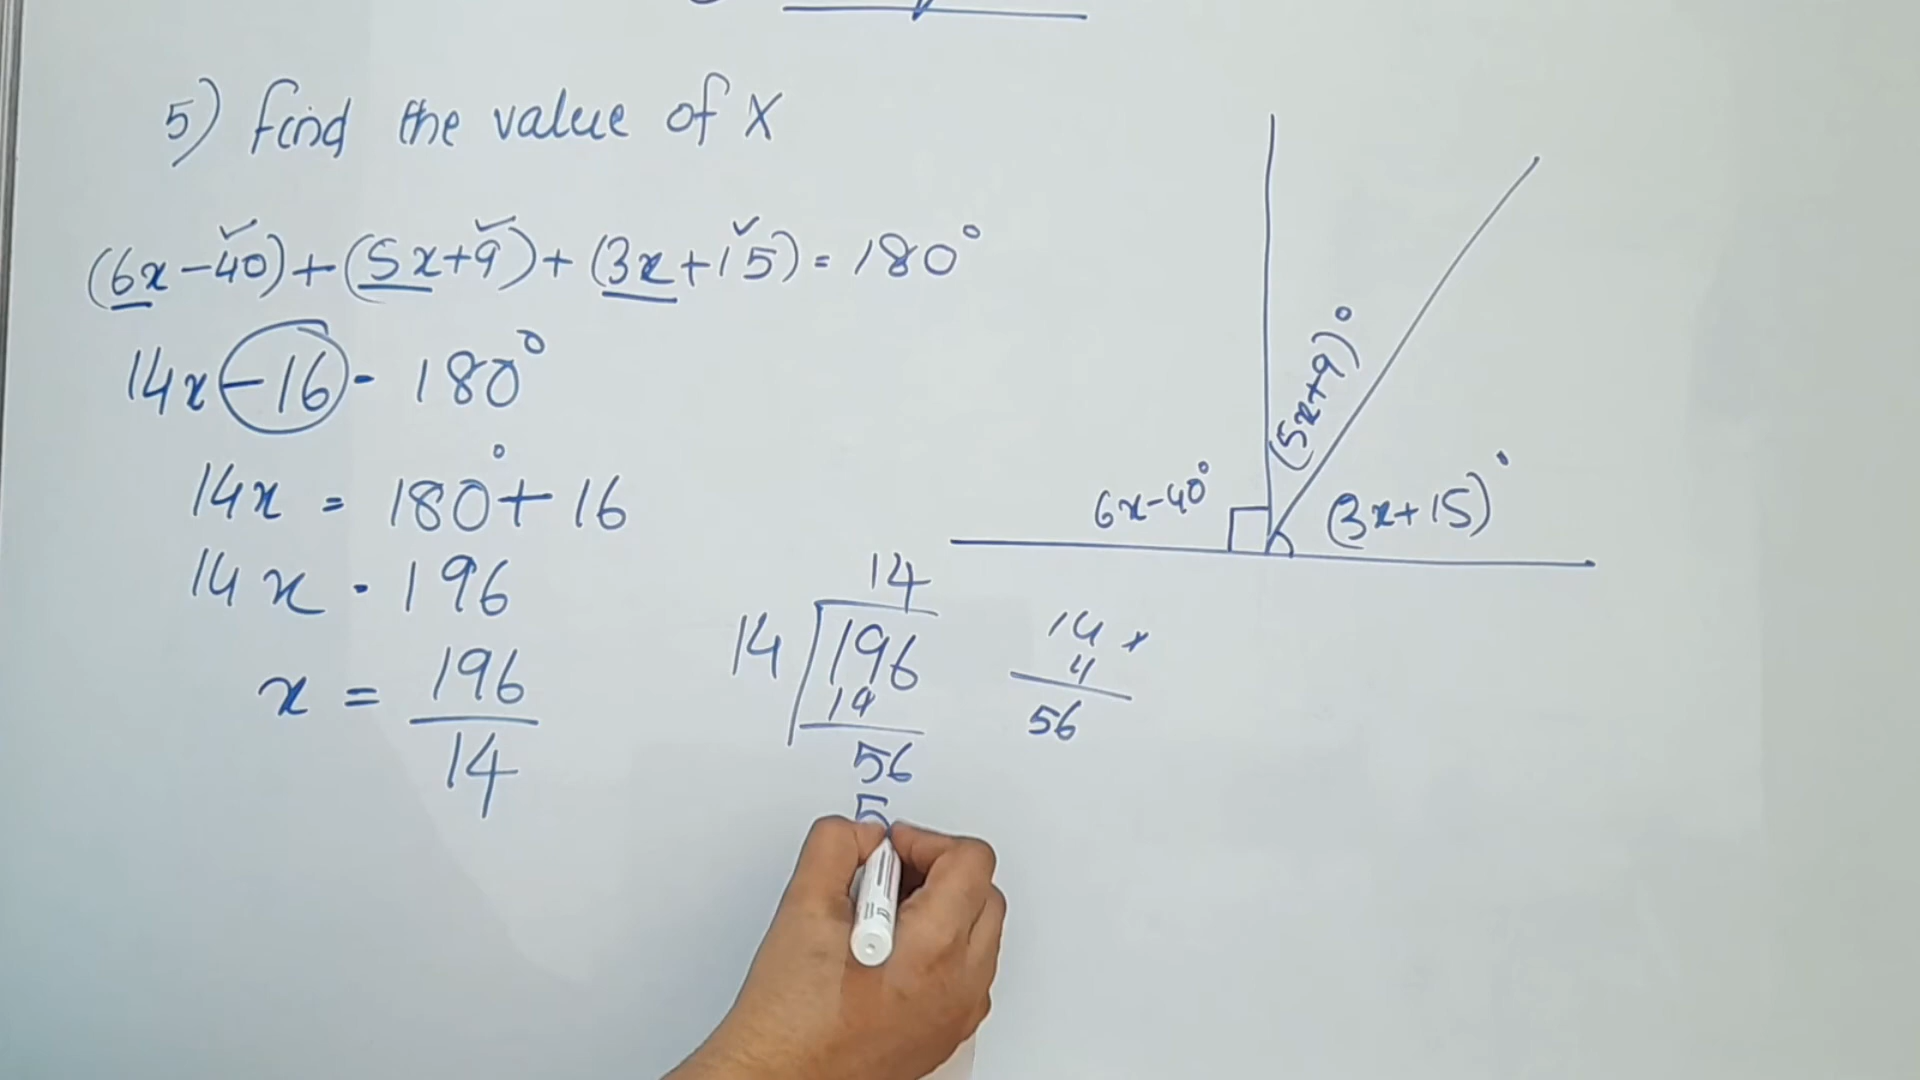 5) Find the value of x
(6x-40)+(5x+9)+(3x+15)=180°
14x-16=180°
14x=180°+16
14x=196
x=196/14
(5x+9)°
6x-40°
(3x+15)°
14
14 196
14
56
5
14×
4
56